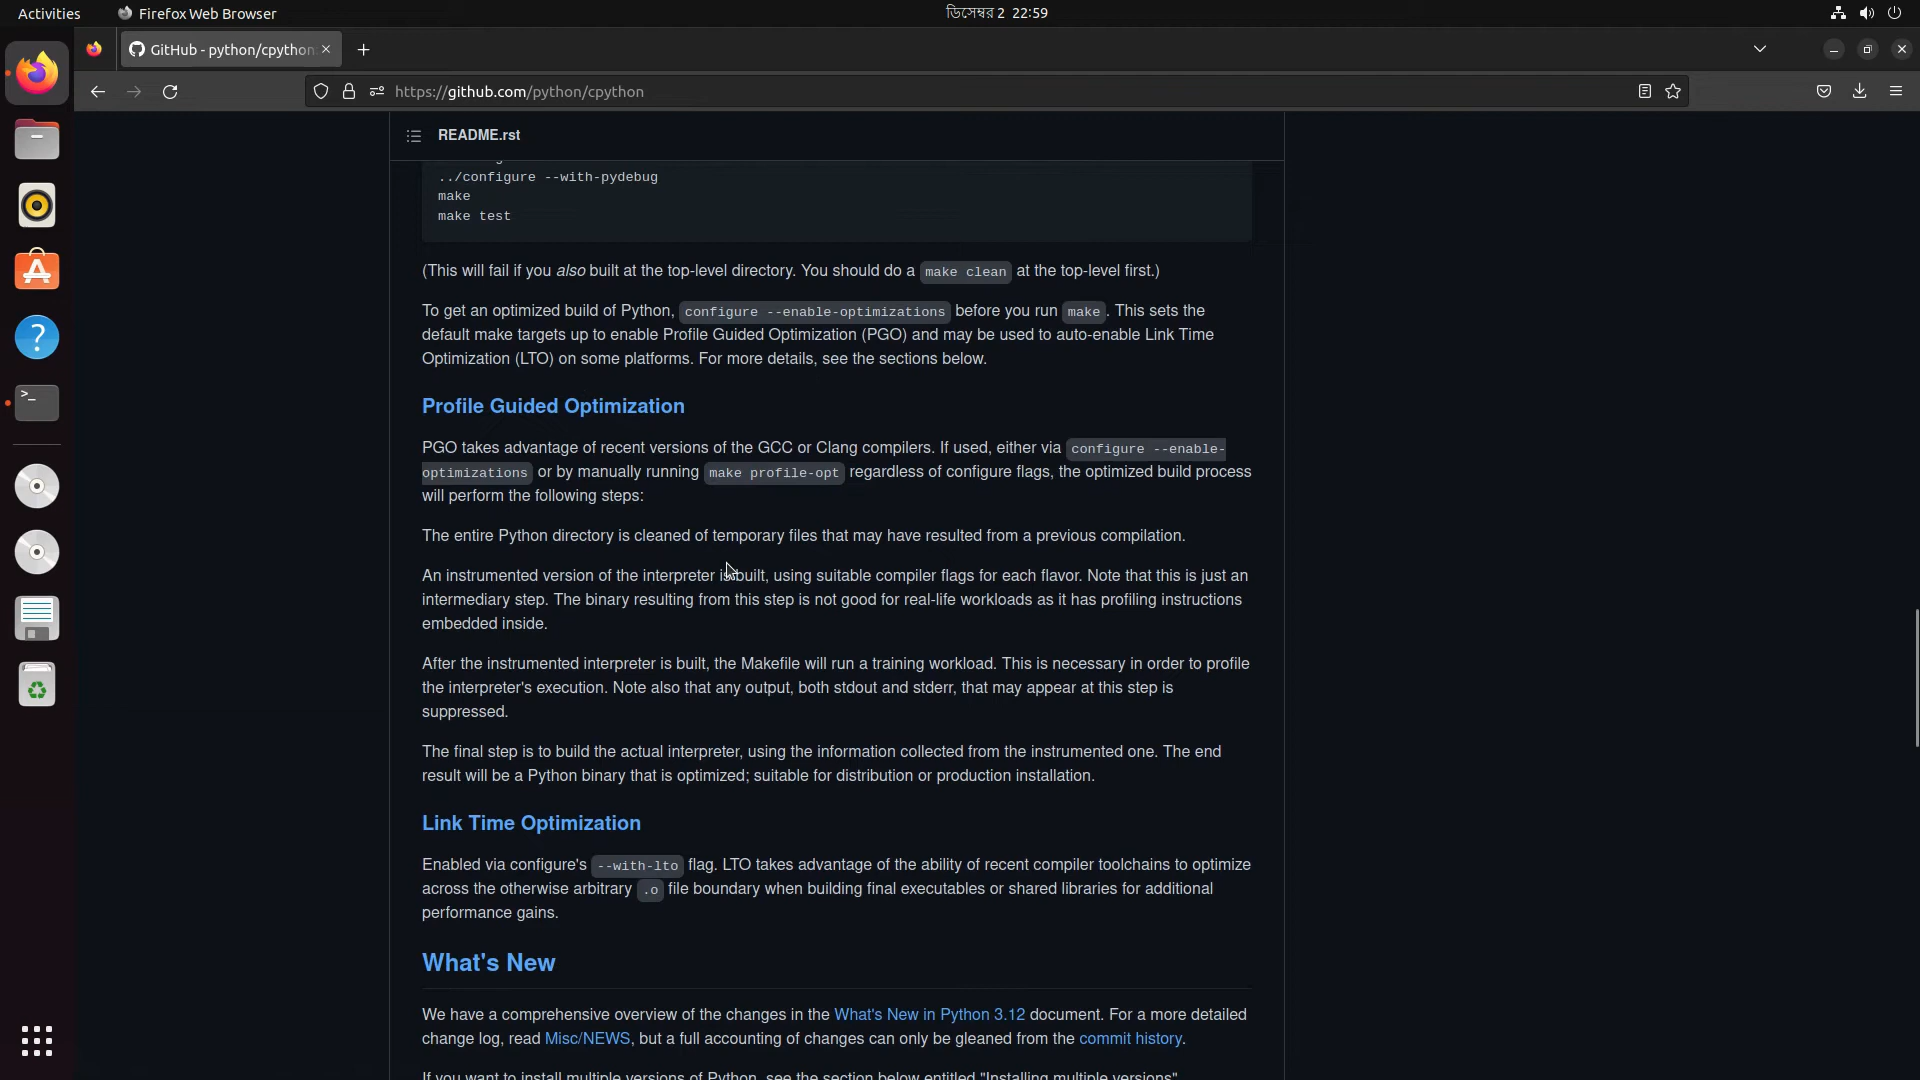 Activities
Firefox Web Browser
ডিসেম্বর 2 22:59
GitHub - python/cpython
https://github.com/python/cpython
README.rst
../configure --with-pydebug
make
make test
(This will fail if you also built at the top-level directory. You should do a make clean at the top-level first.)
To get an optimized build of Python, configure --enable-optimizations before you run make. This sets the
default make targets up to enable Profile Guided Optimization (PGO) and may be used to auto-enable Link Time
Optimization (LTO) on some platforms. For more details, see the sections below.
Profile Guided Optimization
PGO takes advantage of recent versions of the GCC or Clang compilers. If used, either via configure --enable-
optimizations or by manually running make profile-opt regardless of configure flags, the optimized build process
will perform the following steps:
The entire Python directory is cleaned of temporary files that may have resulted from a previous compilation.
An instrumented version of the interpreter is built, using suitable compiler flags for each flavor. Note that this is just an
intermediary step. The binary resulting from this step is not good for real-life workloads as it has profiling instructions
embedded inside.
After the instrumented interpreter is built, the Makefile will run a training workload. This is necessary in order to profile
the interpreter's execution. Note also that any output, both stdout and stderr, that may appear at this step is
suppressed.
The final step is to build the actual interpreter, using the information collected from the instrumented one. The end
result will be a Python binary that is optimized; suitable for distribution or production installation.
Link Time Optimization
Enabled via configure's --with-lto flag. LTO takes advantage of the ability of recent compiler toolchains to optimize
across the otherwise arbitrary .o file boundary when building final executables or shared libraries for additional
performance gains.
What's New
We have a comprehensive overview of the changes in the What's New in Python 3.12 document. For a more detailed
change log, read Misc/NEWS, but a full accounting of changes can only be gleaned from the commit history.
If you want to install multiple versions of Python, see the section below entitled "Installing multiple versions".